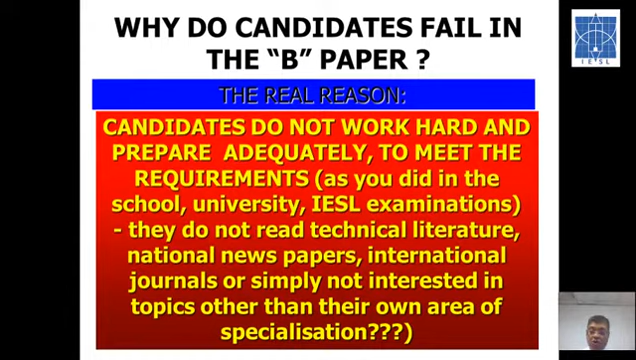 WHY DO CANDIDATES FAIL IN
THE “B” PAPER ?
THE REAL REASON:
CANDIDATES DO NOT WORK HARD AND
PREPARE ADEQUATELY, TO MEET THE
REQUIREMENTS (as you did in the
school, university, IESL examinations)
- they do not read technical literature,
national news papers, international
journals or simply not interested in
topics other than their own area of
specialisation???)
IESL